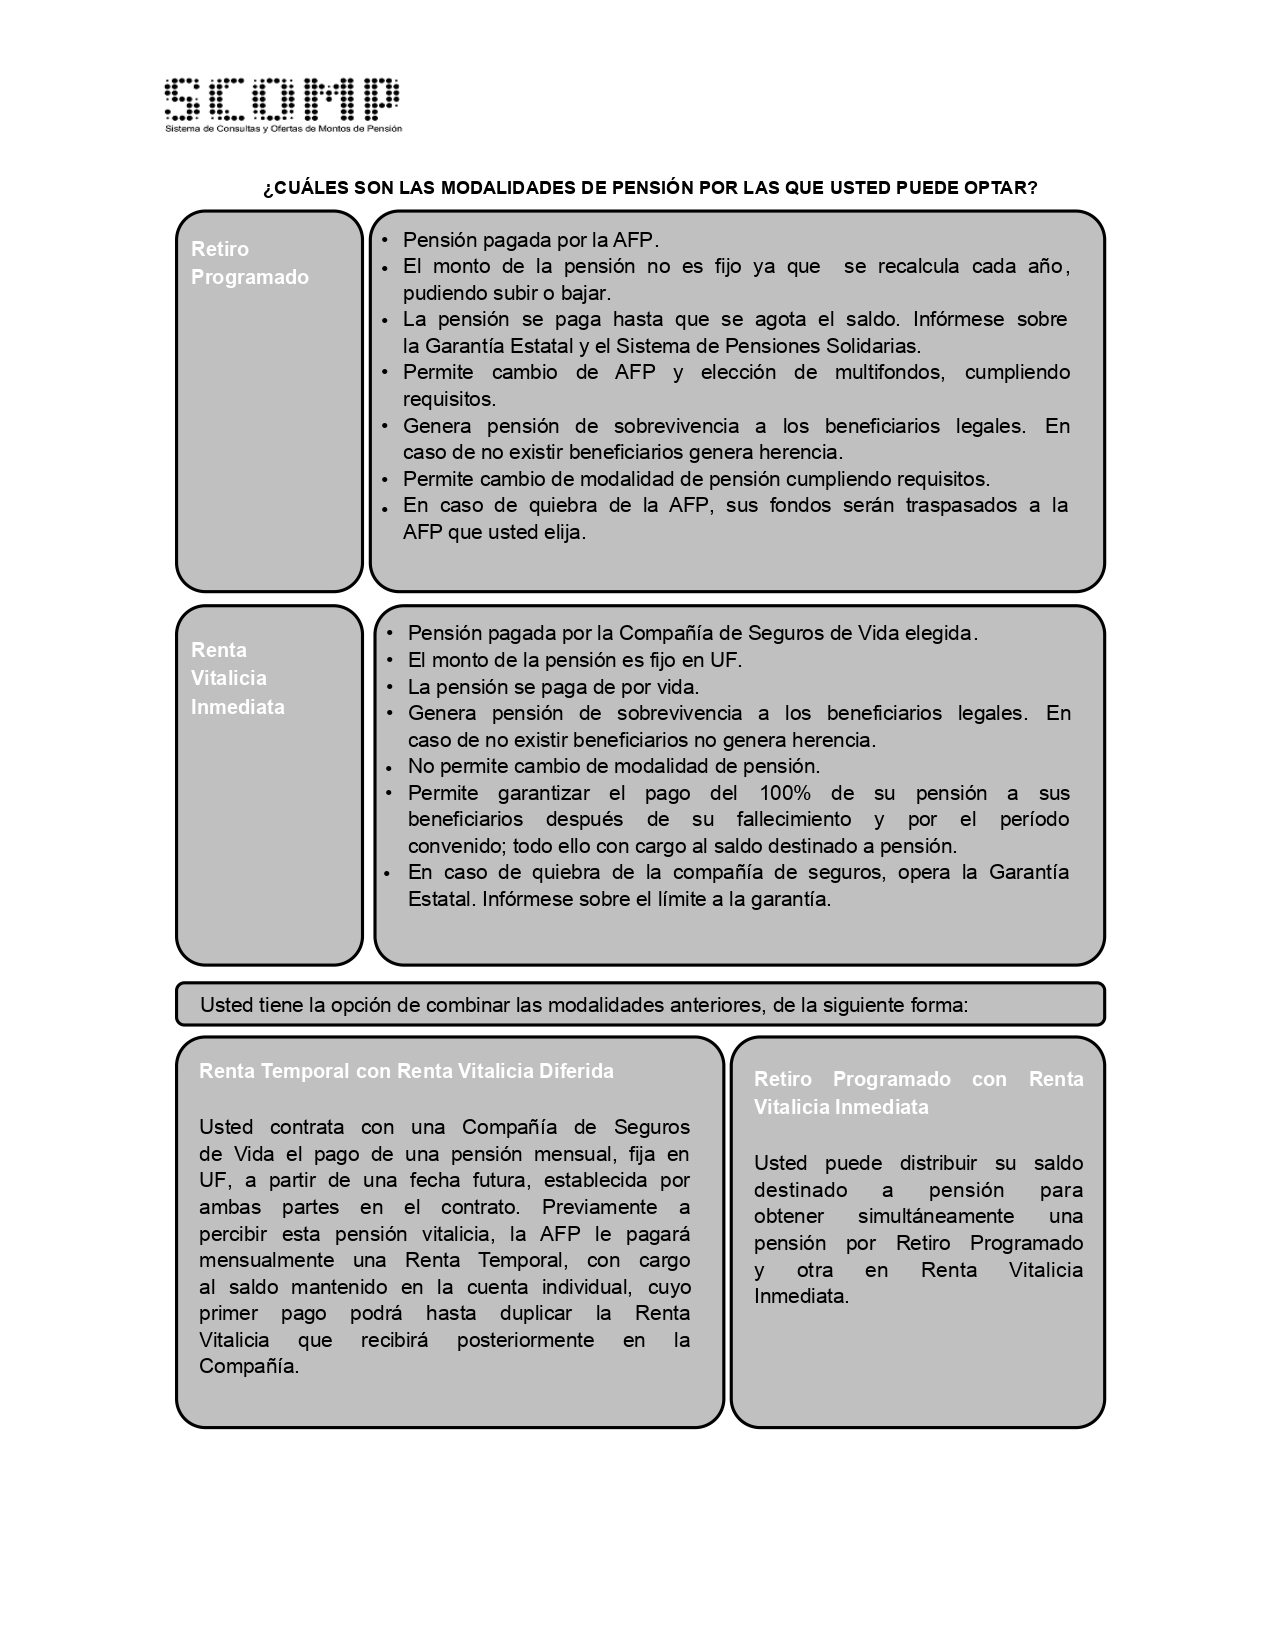 SCOMP
Sistema de Consultas y Ofertas de Montos de Pensión
¿CUÁLES SON LAS MODALIDADES DE PENSIÓN POR LAS QUE USTED PUEDE OPTAR?
Retiro
Programado
• Pensión pagada por la AFP.
• El monto de la pensión no es fijo ya que se recalcula cada año,
pudiendo subir o bajar.
• La pensión se paga hasta que se agota el saldo. Infórmese sobre
la Garantía Estatal y el Sistema de Pensiones Solidarias.
• Permite cambio de AFP y elección de multifondos, cumpliendo
requisitos.
• Genera pensión de sobrevivencia a los beneficiarios legales. En
caso de no existir beneficiarios genera herencia.
• Permite cambio de modalidad de pensión cumpliendo requisitos.
• En caso de quiebra de la AFP, sus fondos serán traspasados a la
AFP que usted elija.
Renta
Vitalicia
Inmediata
• Pensión pagada por la Compañía de Seguros de Vida elegida.
• El monto de la pensión es fijo en UF.
• La pensión se paga de por vida.
• Genera pensión de sobrevivencia a los beneficiarios legales. En
caso de no existir beneficiarios no genera herencia.
• No permite cambio de modalidad de pensión.
• Permite garantizar el pago del 100% de su pensión a sus
beneficiarios después de su fallecimiento y por el período
convenido; todo ello con cargo al saldo destinado a pensión.
• En caso de quiebra de la compañía de seguros, opera la Garantía
Estatal. Infórmese sobre el límite a la garantía.
Usted tiene la opción de combinar las modalidades anteriores, de la siguiente forma:
Renta Temporal con Renta Vitalicia Diferida
Usted contrata con una Compañía de Seguros
de Vida el pago de una pensión mensual, fija en
UF, a partir de una fecha futura, establecida por
ambas partes en el contrato. Previamente a
percibir esta pensión vitalicia, la AFP le pagará
mensualmente una Renta Temporal, con cargo
al saldo mantenido en la cuenta individual, cuyo
primer pago podrá hasta duplicar la Renta
Vitalicia que recibirá posteriormente en la
Compañía.
Retiro Programado con Renta
Vitalicia Inmediata
Usted puede distribuir su saldo
destinado a pensión para
obtener simultáneamente una
pensión por Retiro Programado
y otra en Renta Vitalicia
Inmediata.